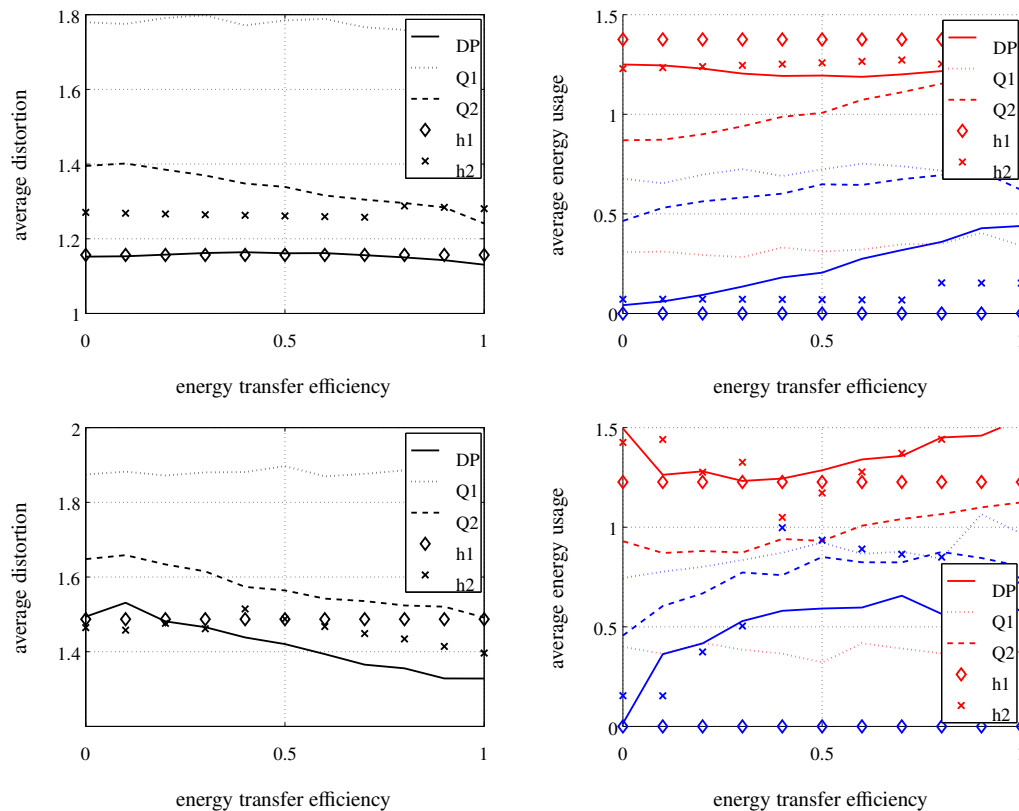 1.8
1.6
1.4
1.2
1
0
0.5
1
average distortion
energy transfer efficiency
DP
Q1
Q2
h1
h2
1.5
1
0.5
0
0
0.5
1
average energy usage
energy transfer efficiency
DP
Q1
Q2
h1
h2
2
1.8
1.6
1.4
0
0.5
1
average distortion
energy transfer efficiency
DP
Q1
Q2
h1
h2
1.5
1
0.5
0
0
0.5
1
average energy usage
energy transfer efficiency
DP
Q1
Q2
h1
h2